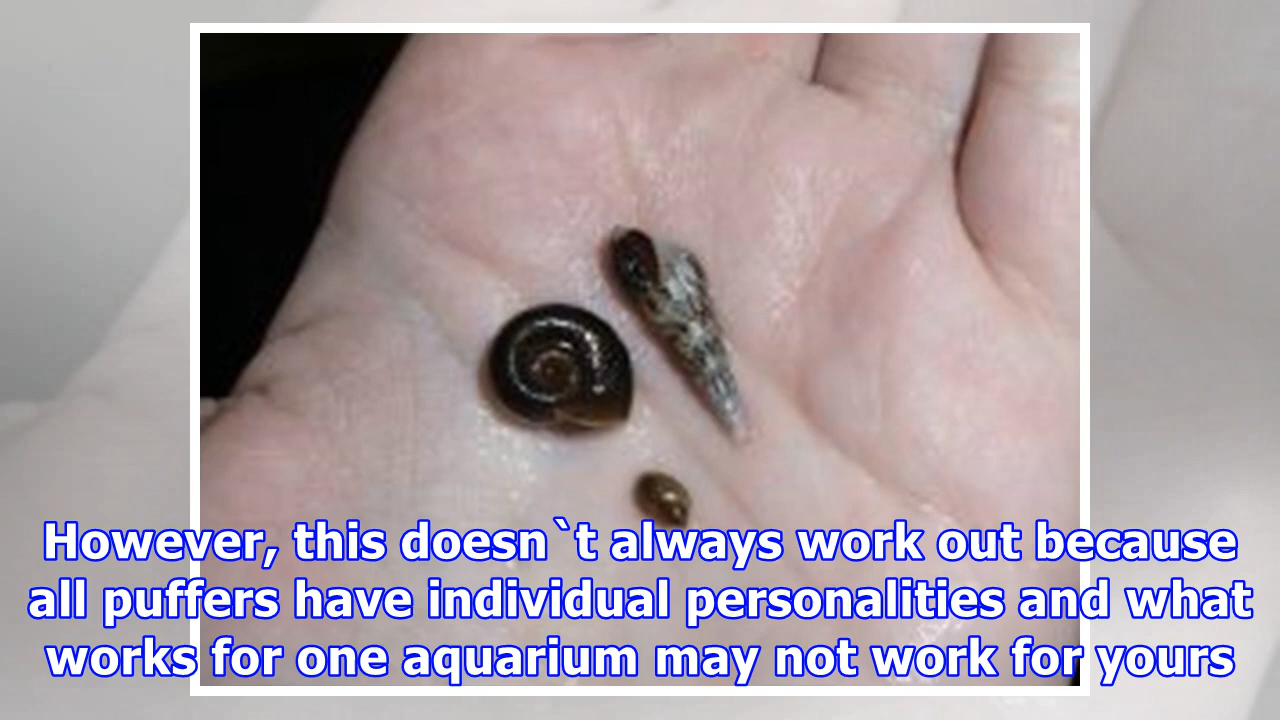 However, this doesn`t always work out because
all puffers have individual personalities and what
works for one aquarium may not work for yours